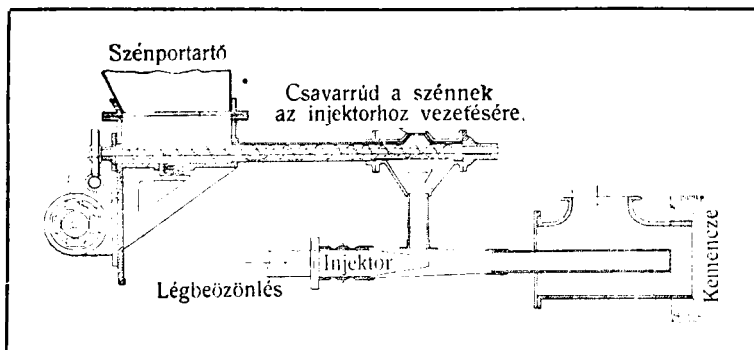 Szénportartó
Csavarrúd a szénnek
az injektorhoz vezetésére.
Injektor
Légbeözönlés
Kemencze